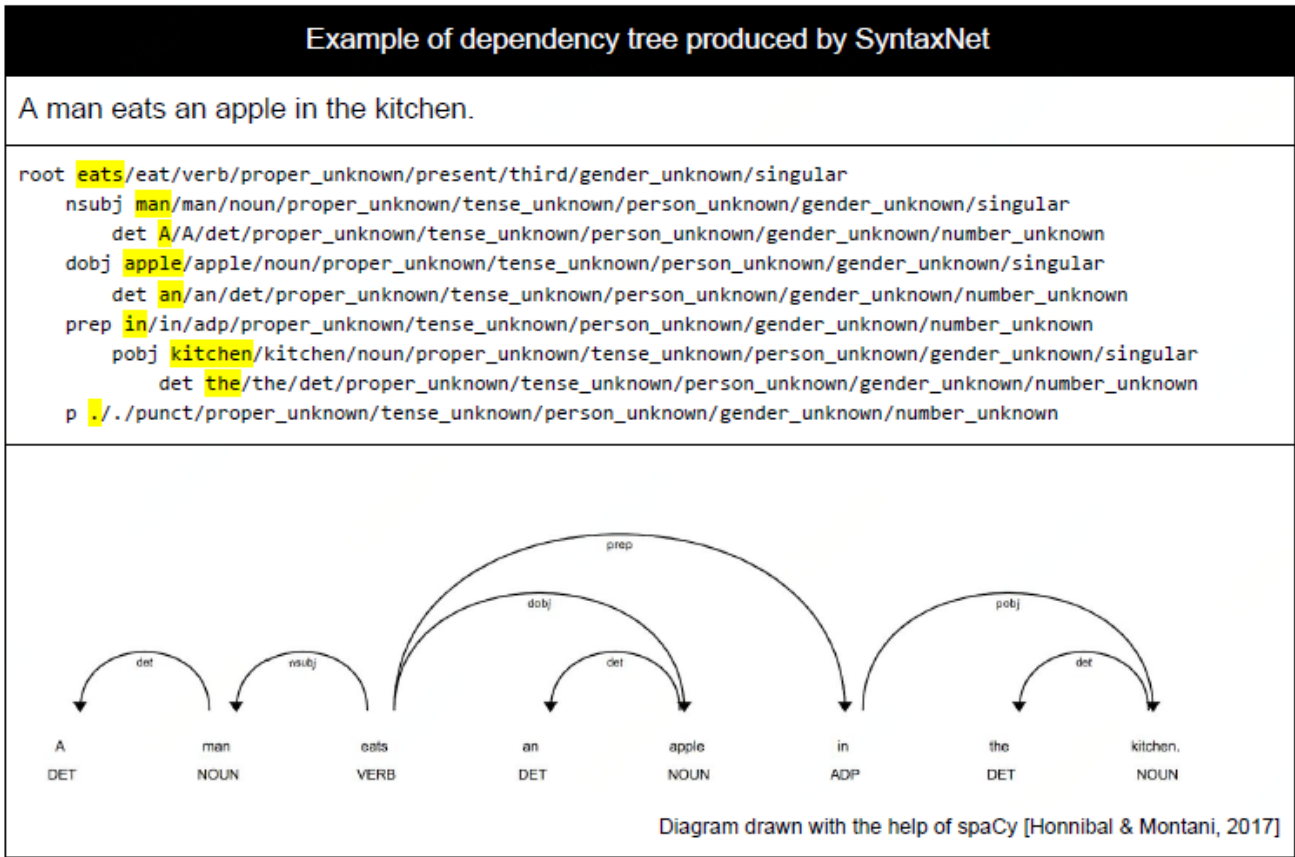 Example of dependency tree produced by SyntaxNet
A man eats an apple in the kitchen.
root eats/eat/verb/proper_unknown/present/third/gender_unknown/singular
nsubj man/man/noun/proper_unknown/tense_unknown/person_unknown/gender_unknown/singular
det A/A/det/proper_unknown/tense_unknown/person_unknown/gender_unknown/number_unknown
dobj apple/apple/noun/proper_unknown/tense_unknown/person_unknown/gender_unknown/singular
det an/an/det/proper_unknown/tense_unknown/person_unknown/gender_unknown/number_unknown
prep in/in/adp/proper_unknown/tense_unknown/person_unknown/gender_unknown/number_unknown
pobj kitchen/kitchen/noun/proper_unknown/tense_unknown/person_unknown/gender_unknown/singular
det the/the/det/proper_unknown/tense_unknown/person_unknown/gender_unknown/number_unknown
p ././punct/proper_unknown/tense_unknown/person_unknown/gender_unknown/number_unknown
prep
dobj pobj
det nsubj det det
A man eats an apple in the kitchen.
DET NOUN VERB DET NOUN ADP DET NOUN
Diagram drawn with the help of spaCy [Honnibal & Montani, 2017]